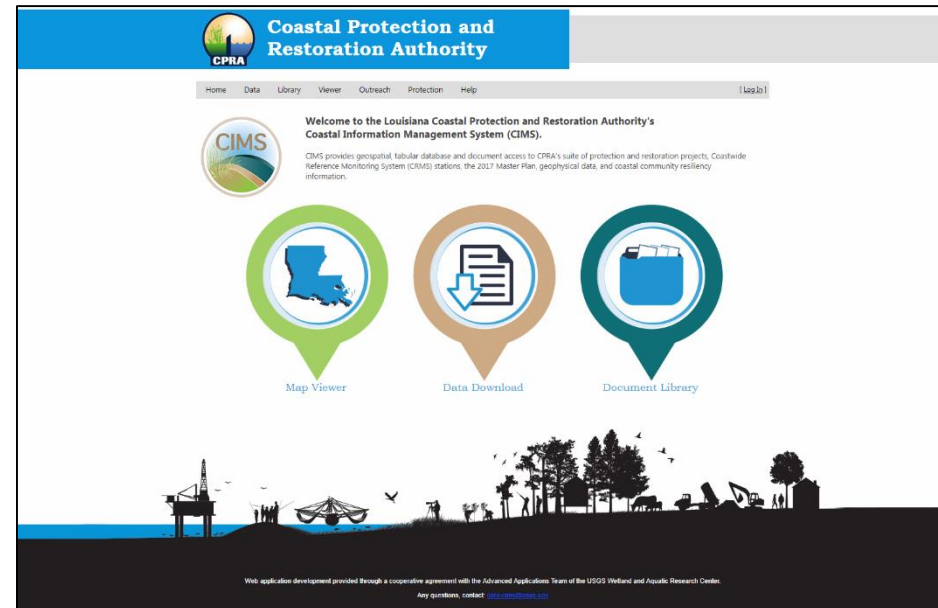 Coastal Protection and
Restoration Authority
CPRA
Home Data Library Viewer Outreach Protection Help [ Log In ]
CIMS
Welcome to the Louisiana Coastal Protection and Restoration Authority's
Coastal Information Management System (CIMS).
CIMS provides geospatial, tabular database and document access to CPRA's suite of protection and restoration projects, Coastwide
Reference Monitoring System (CRMS) stations, the 2017 Master Plan, geophysical data, and coastal community resiliency
information.
Map Viewer
Data Download
Document Library
Web application development provided through a cooperative agreement with the Advanced Applications Team of the USGS Wetland and Aquatic Research Center.
Any questions, contact: